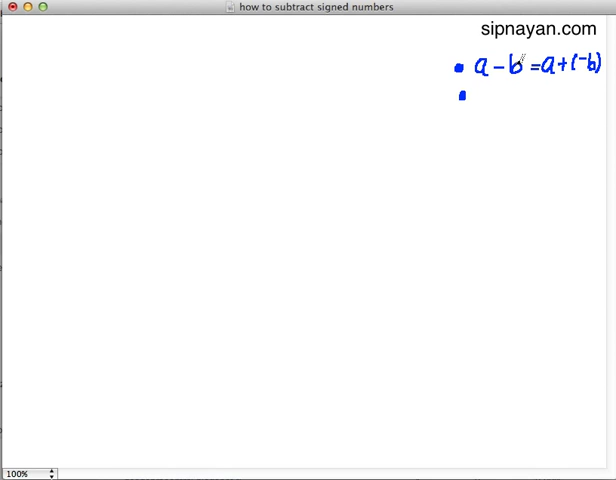 how to subtract signed numbers
sipnayan.com
• a - b = a + (-b)
•
100%